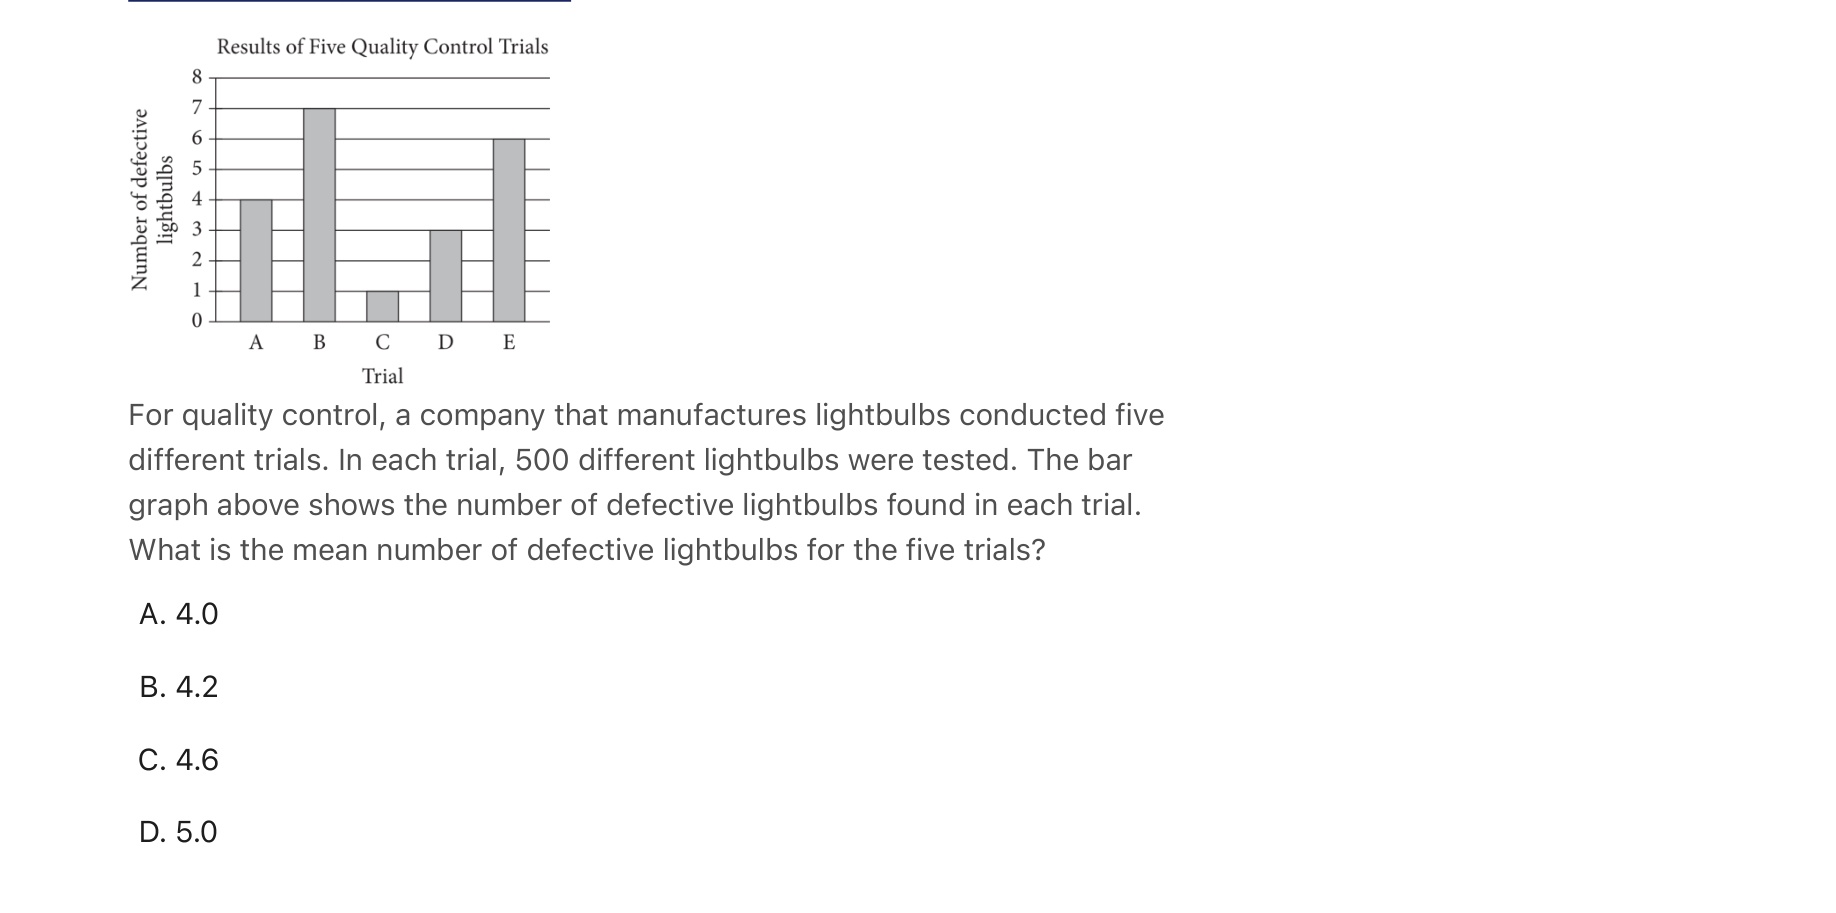 Results of Five Quality Control Trials
Number of defective
lightbulbs
8
7
6
5
4
3
2
1
0
A B C D E
Trial
For quality control, a company that manufactures lightbulbs conducted five
different trials. In each trial, 500 different lightbulbs were tested. The bar
graph above shows the number of defective lightbulbs found in each trial.
What is the mean number of defective lightbulbs for the five trials?
A. 4.0
B. 4.2
C. 4.6
D. 5.0